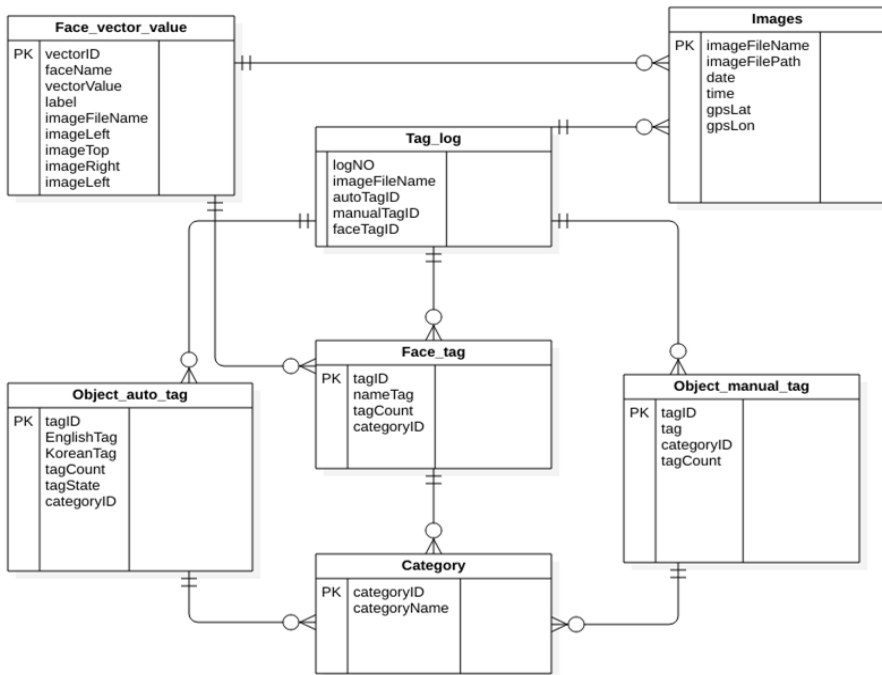 Face_vector_value
PK
vectorID
faceName
vectorValue
label
imageFileName
imageLeft
imageTop
imageRight
imageLeft
Images
PK
imageFileName
imageFilePath
date
time
gpsLat
gpsLon
Tag_log
logNO
imageFileName
autoTagID
manualTagID
faceTagID
Face_tag
PK
tagID
nameTag
tagCount
categoryID
Object_auto_tag
PK
tagID
EnglishTag
KoreanTag
tagCount
tagState
categoryID
Object_manual_tag
PK
tagID
tag
categoryID
tagCount
Category
PK
categoryID
categoryName